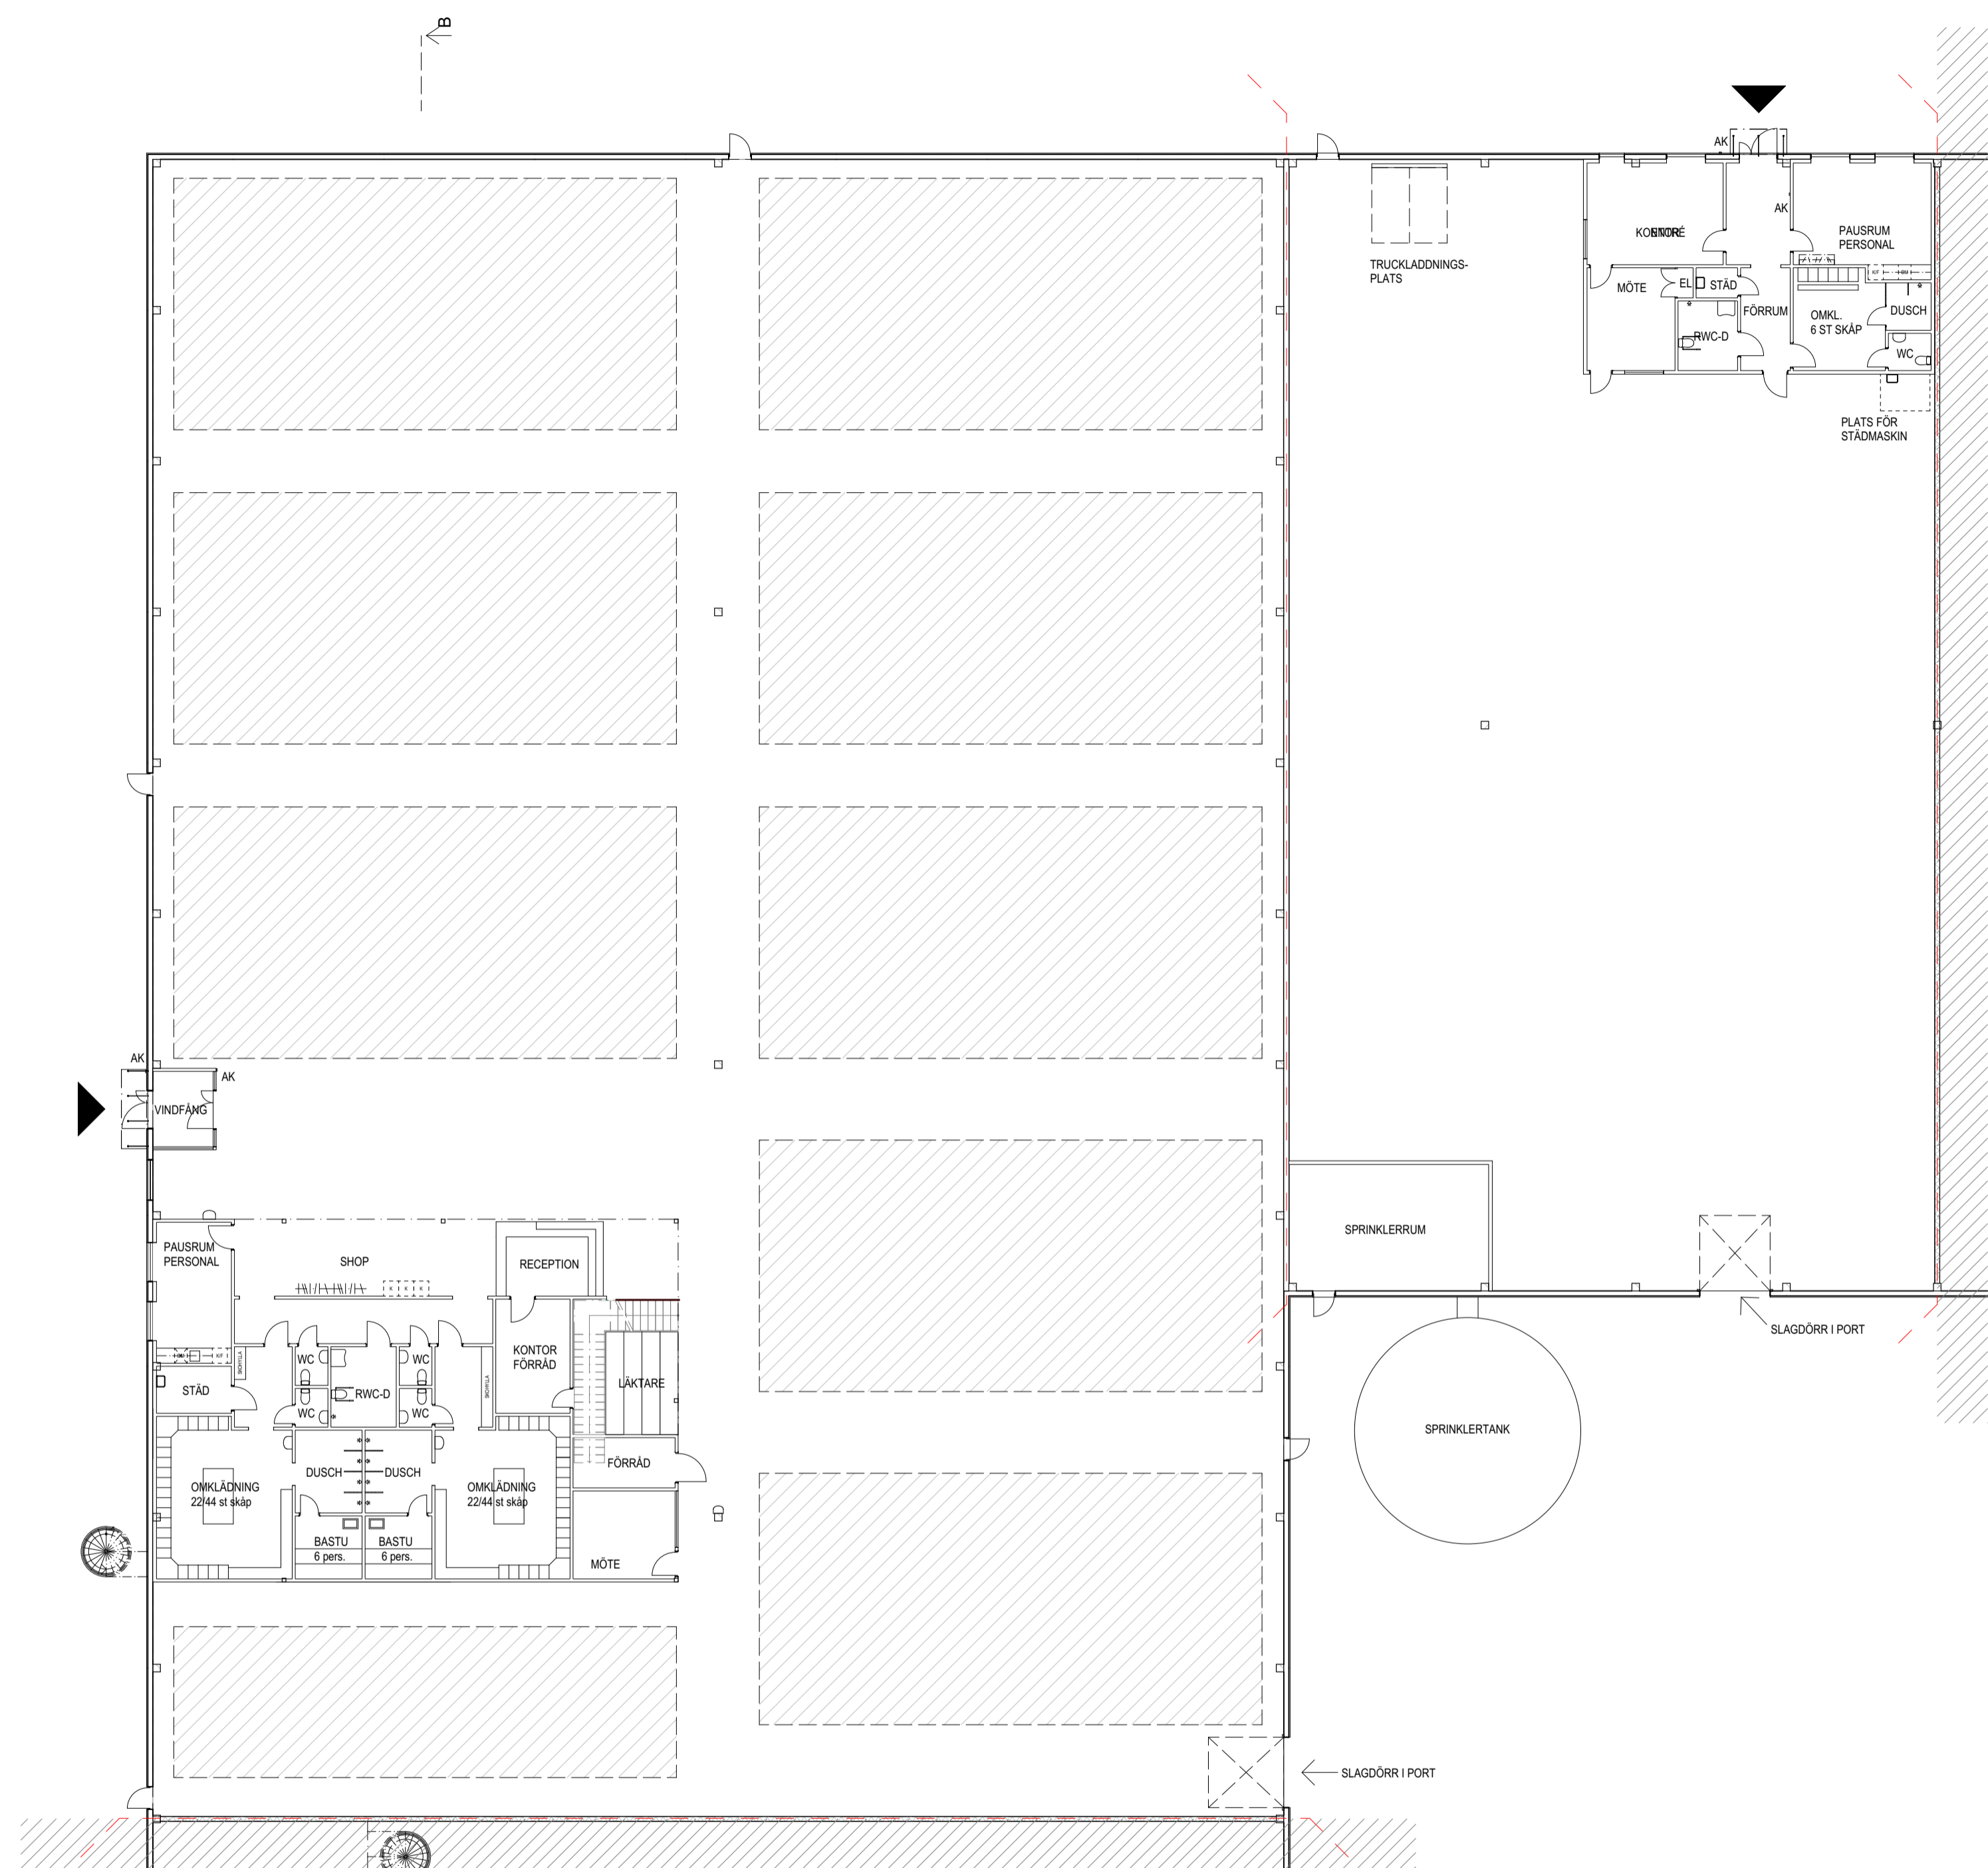 B
AK
AK
KONTOR
ENTRÉ
PAUSRUM
PERSONAL
TRUCKLADDNINGS-
PLATS
MÖTE
EL
STÄD
K/F
FÖRRUM
OMKL.
6 ST SKÅP
DUSCH
RWC-D
WC
PLATS FÖR
STÄDMASKIN
AK
AK
VINDFÅNG
SPRINKLERRUM
PAUSRUM
PERSONAL
SHOP
RECEPTION
K K K
SLAGDÖRR I PORT
KONTOR
FÖRRÅD
WC
WC
K/F
SKOHYLLA
SKOHYLLA
STÄD
RWC-D
LÄKTARE
WC
WC
SPRINKLERTANK
FÖRRÅD
DUSCH
DUSCH
OMKLÄDNING
22/44 st skåp
OMKLÄDNING
22/44 st skåp
BASTU
6 pers.
BASTU
6 pers.
MÖTE
SLAGDÖRR I PORT